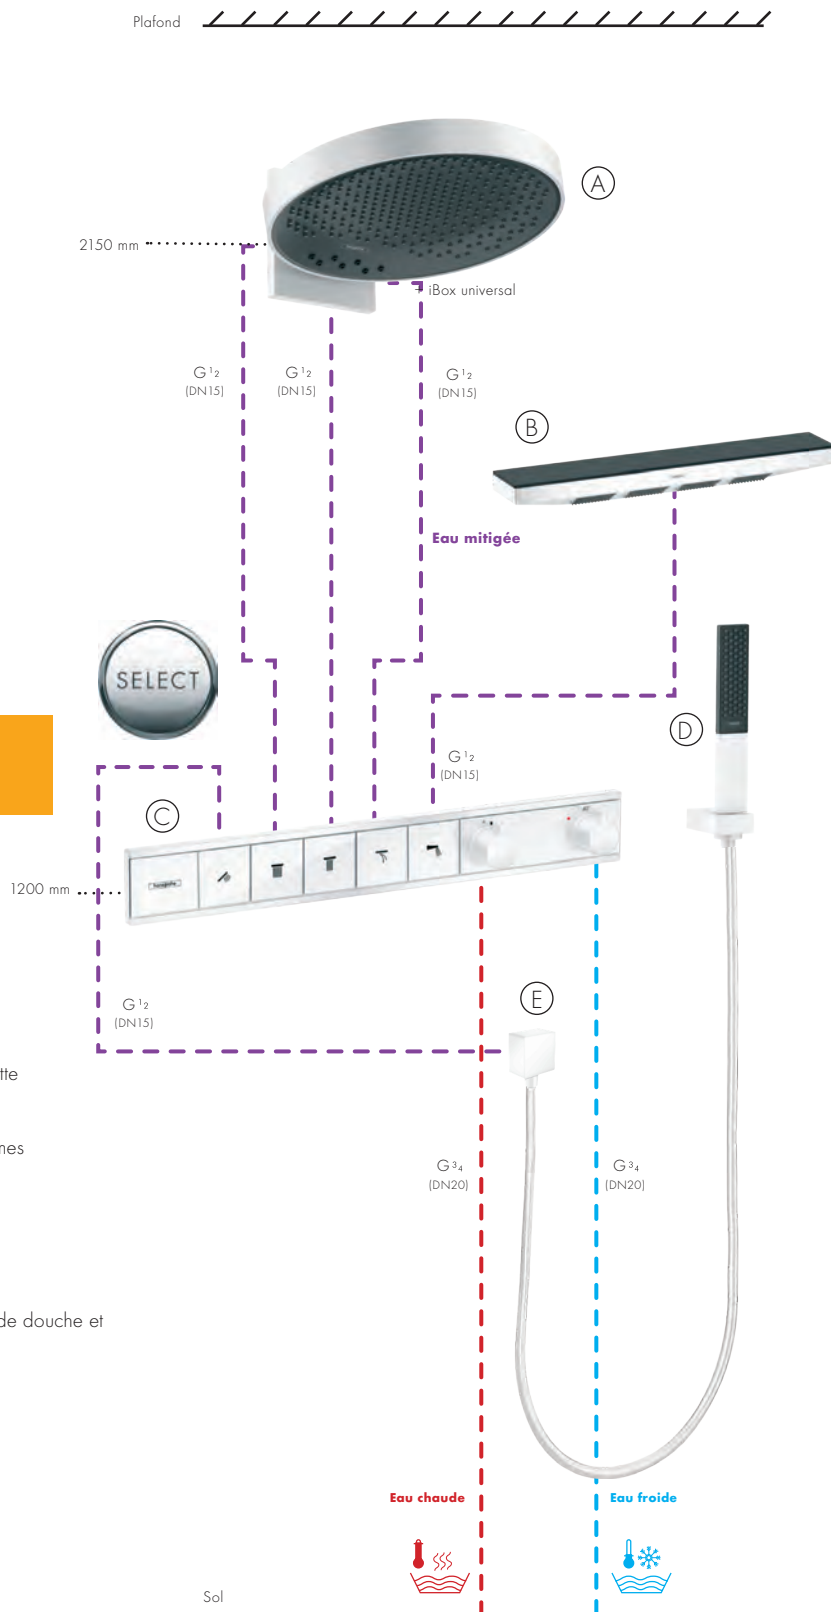 Plafond
A
2150 mm
+ iBox universal
G 1/2
(DN15)
G 1/2
(DN15)
G 1/2
(DN15)
B
Eau mitigée
SELECT
D
G 1/2
(DN15)
C
hansgrohe
1200 mm
E
G 1/2
(DN15)
tte
nes
G 3/4
(DN20)
G 3/4
(DN20)
de douche et
Eau chaude
Eau froide
Sol